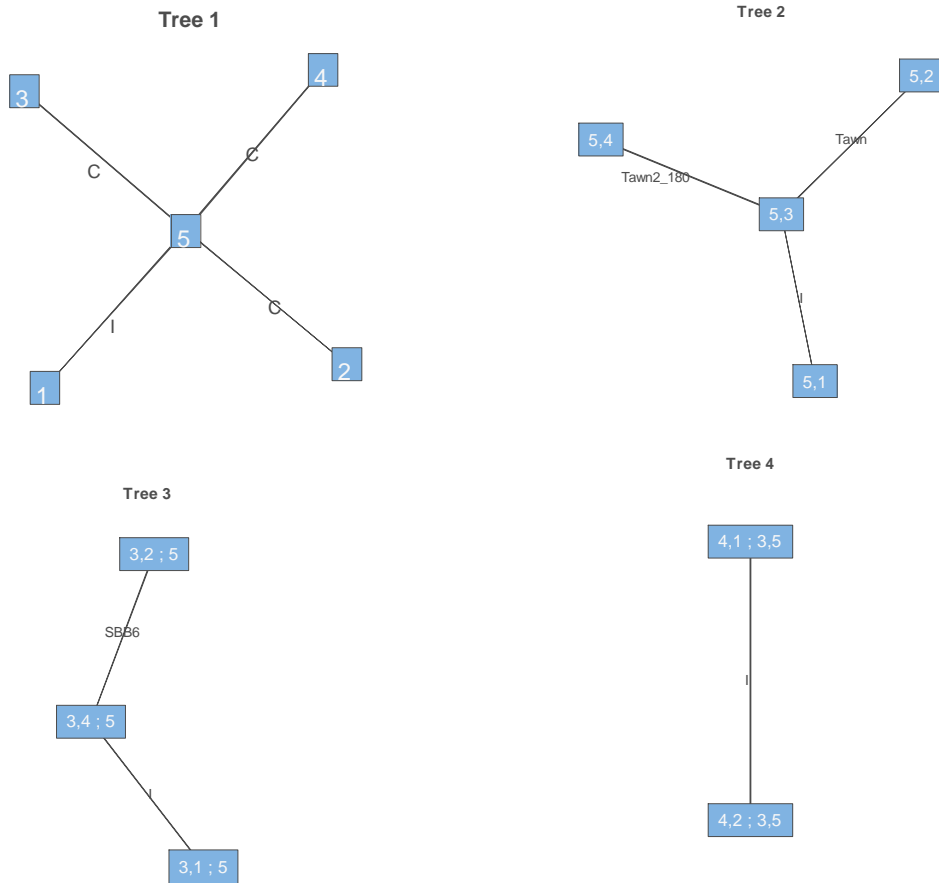 Tree 1
3
4
C
C
5
I
C
1
2
Tree 2
5,2
5,4
Tawn
Tawn2_180
5,3
I
5,1
Tree 3
3,2 ; 5
SBB6
3,4 ; 5
I
3,1 ; 5
Tree 4
4,1 ; 3,5
I
4,2 ; 3,5